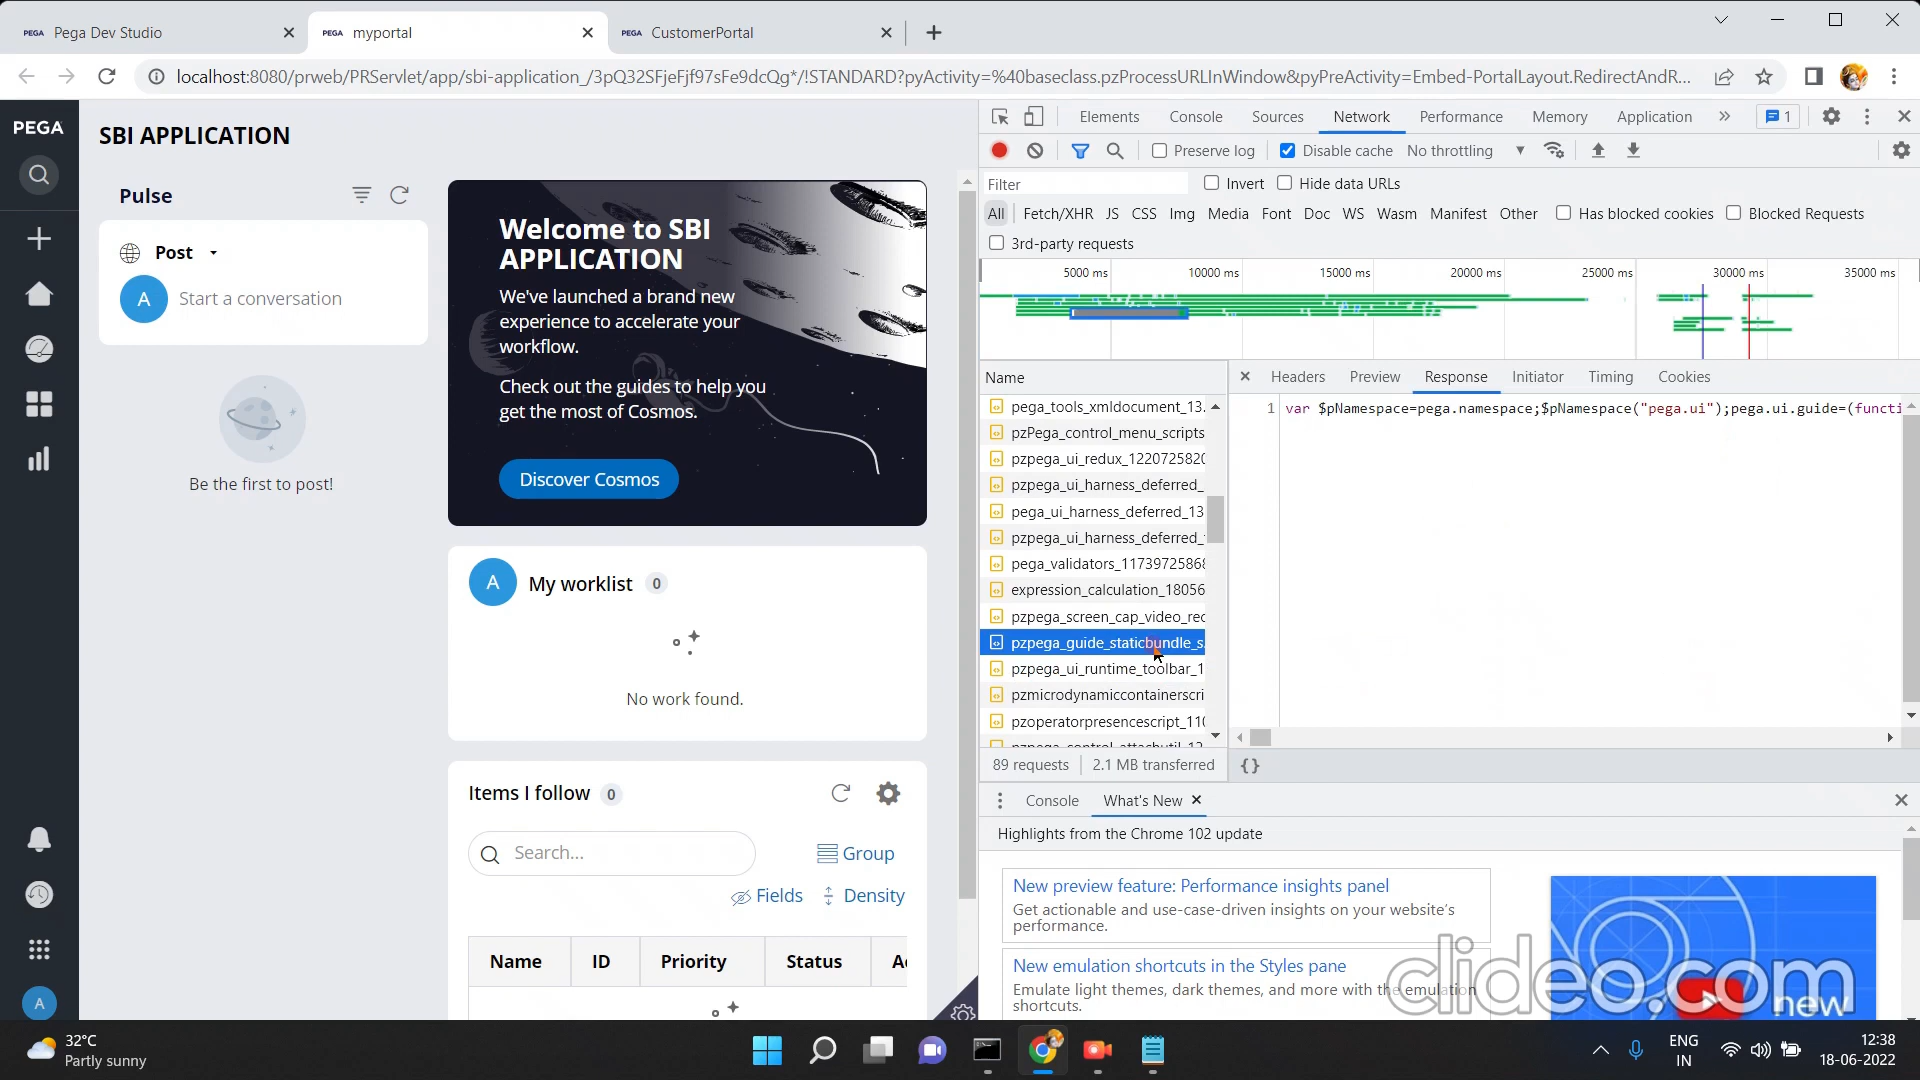 PEGA Pega Dev Studio
PEGA myportal
PEGA CustomerPortal
localhost:8080/prweb/PRServlet/app/sbi-application_/3pQ32SFjeFjf97sFe9dcQg*/!STANDARD?pyActivity=%40baseclass.pzProcessURLInWindow&pyPreActivity=Embed-PortalLayout.RedirectAndR...
PEGA
SBI APPLICATION
Pulse
Post
A Start a conversation
Be the first to post!
Welcome to SBI
APPLICATION
We've launched a brand new
experience to accelerate your
workflow.
Check out the guides to help you
get the most of Cosmos.
Discover Cosmos
A My worklist 0
No work found.
Items I follow 0
Search...
Group
Fields Density
Name ID Priority Status
A
Elements Console Sources Network Performance Memory Application » 1
Preserve log Disable cache No throttling
Filter Invert Hide data URLs
All Fetch/XHR JS CSS Img Media Font Doc WS Wasm Manifest Other Has blocked cookies Blocked Requests
3rd-party requests
5000 ms 10000 ms 15000 ms 20000 ms 25000 ms 30000 ms 35000 ms
Name
pega_tools_xmldocument_13.
pzPega_control_menu_scripts
pzpega_ui_redux_122072582
pzpega_ui_harness_deferred_
pega_ui_harness_deferred_13
pzpega_ui_harness_deferred_
pega_validators_1173972586
expression_calculation_18056
pzpega_screen_cap_video_rec
pzpega_guide_staticbundle_s.
pzpega_ui_runtime_toolbar_1
pzmicrodynamiccontainerscri
pzoperatorpresencescript_11
89 requests 2.1 MB transferred
Headers Preview Response Initiator Timing Cookies
1 var $pNamespace=pega.namespace;$pNamespace("pega.ui");pega.ui.guide=(functi
{}
Console What's New
Highlights from the Chrome 102 update
New preview feature: Performance insights panel
Get actionable and use-case-driven insights on your website's
performance.
New emulation shortcuts in the Styles pane
Emulate light themes, dark themes, and more with the emulation
shortcuts.
new
clideo.com
32°C
Partly sunny
ENG
IN
12:38
18-06-2022